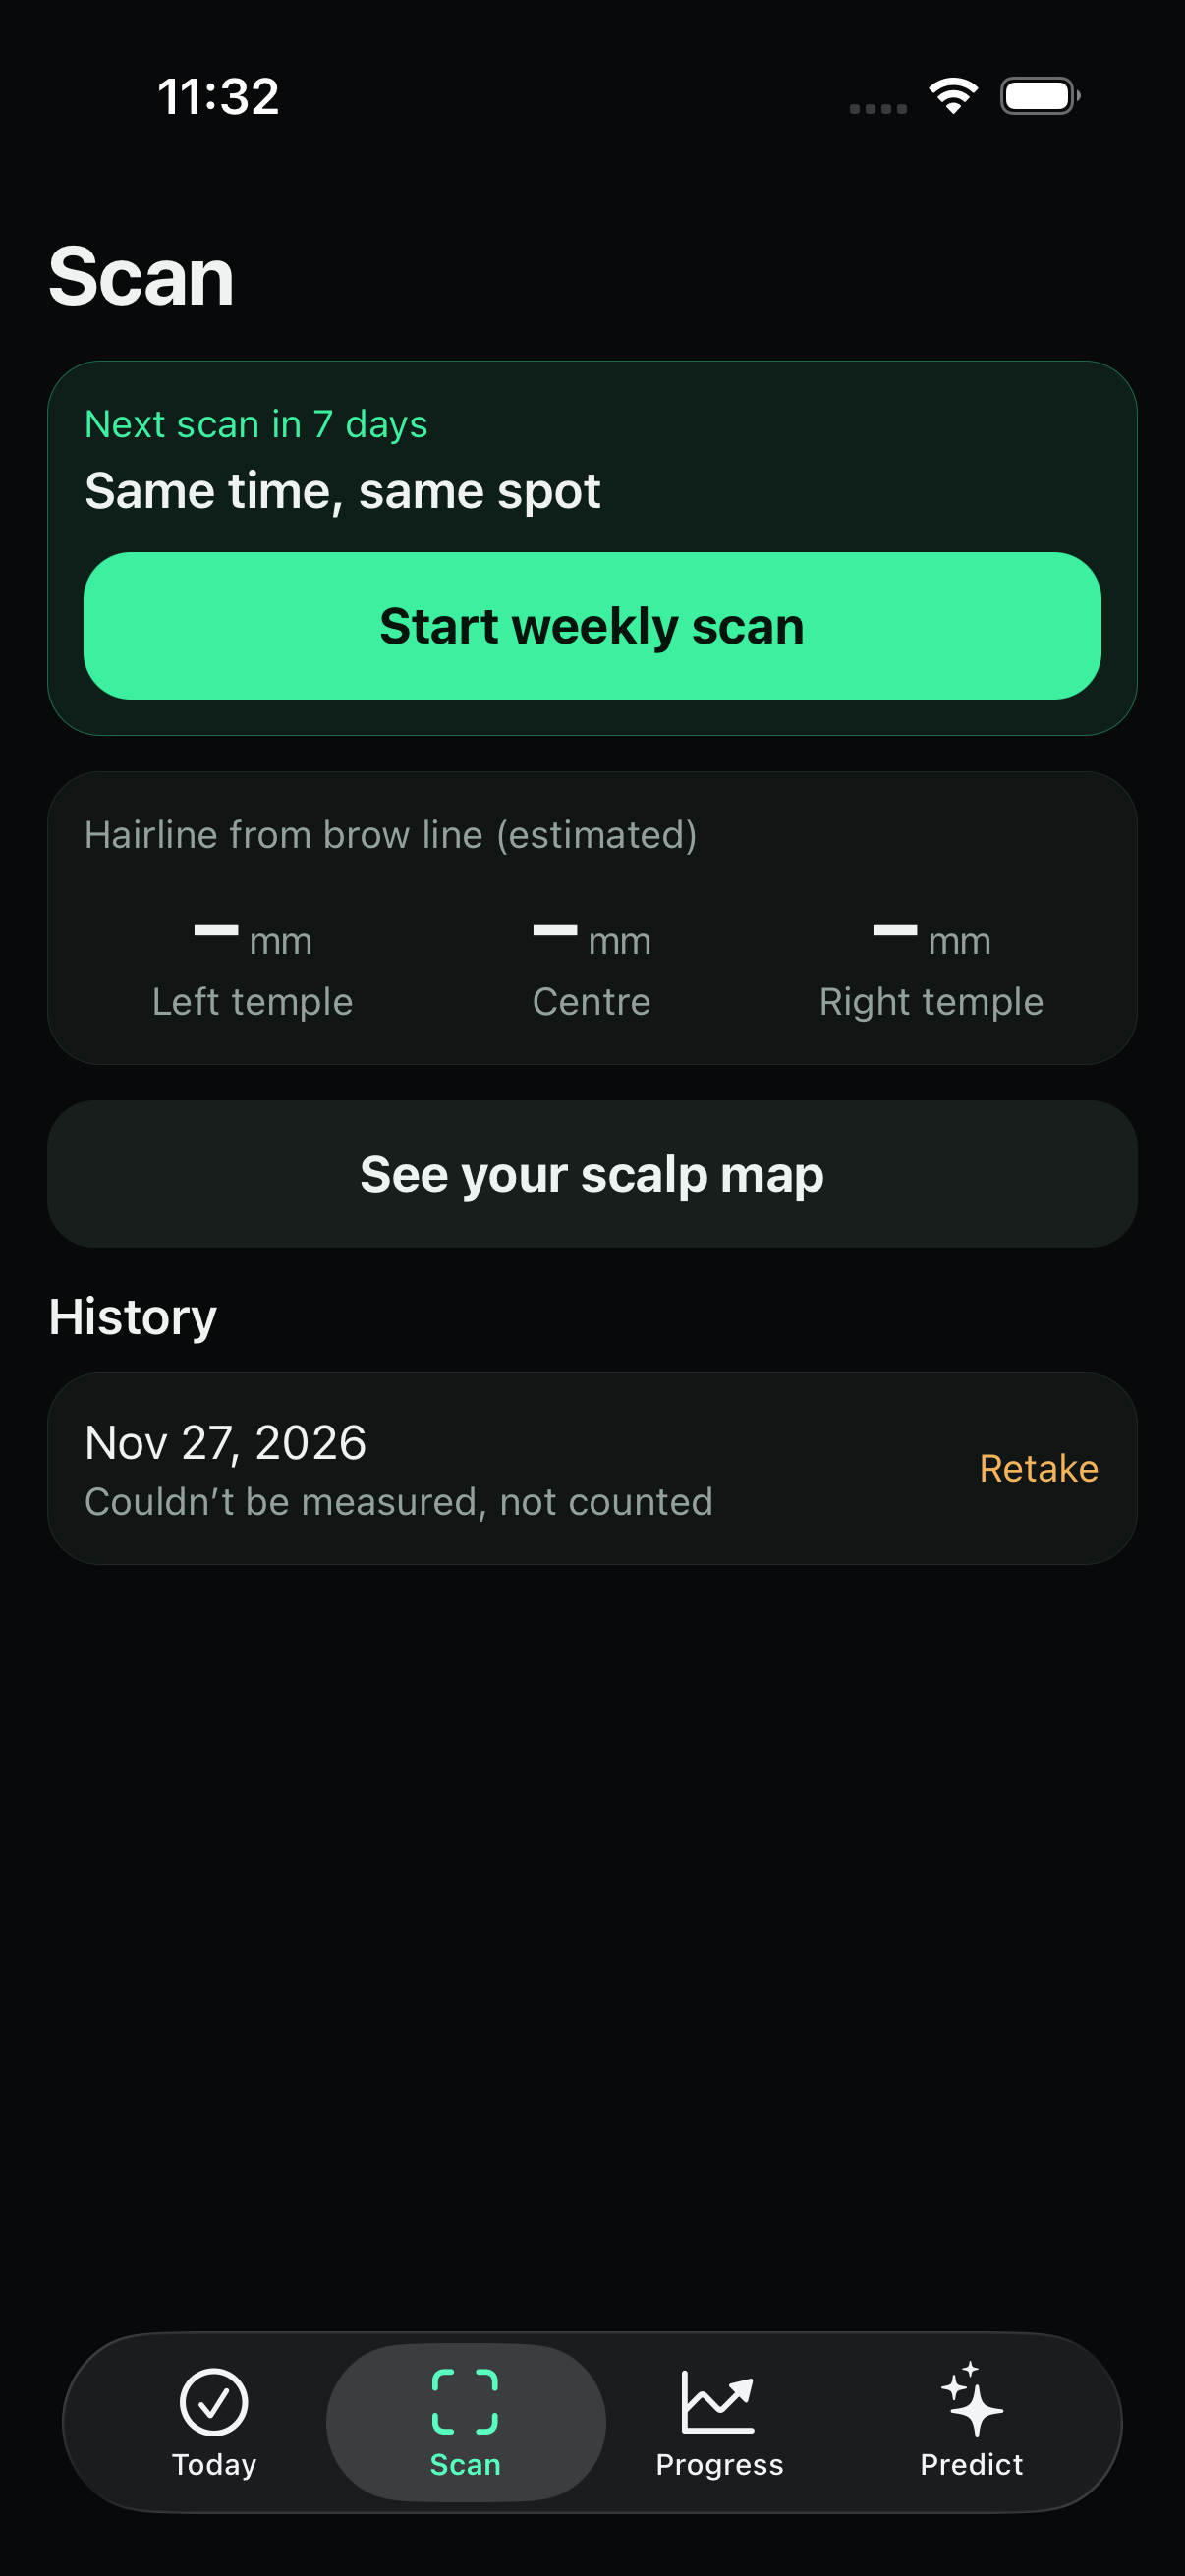 11:32
Scan
Next scan in 7 days
Same time, same spot
Start weekly scan
Hairline from brow line (estimated)
– mm – mm – mm
Left temple Centre Right temple
See your scalp map
History
Nov 27, 2026
Couldn’t be measured, not counted
Retake
Today Scan Progress Predict